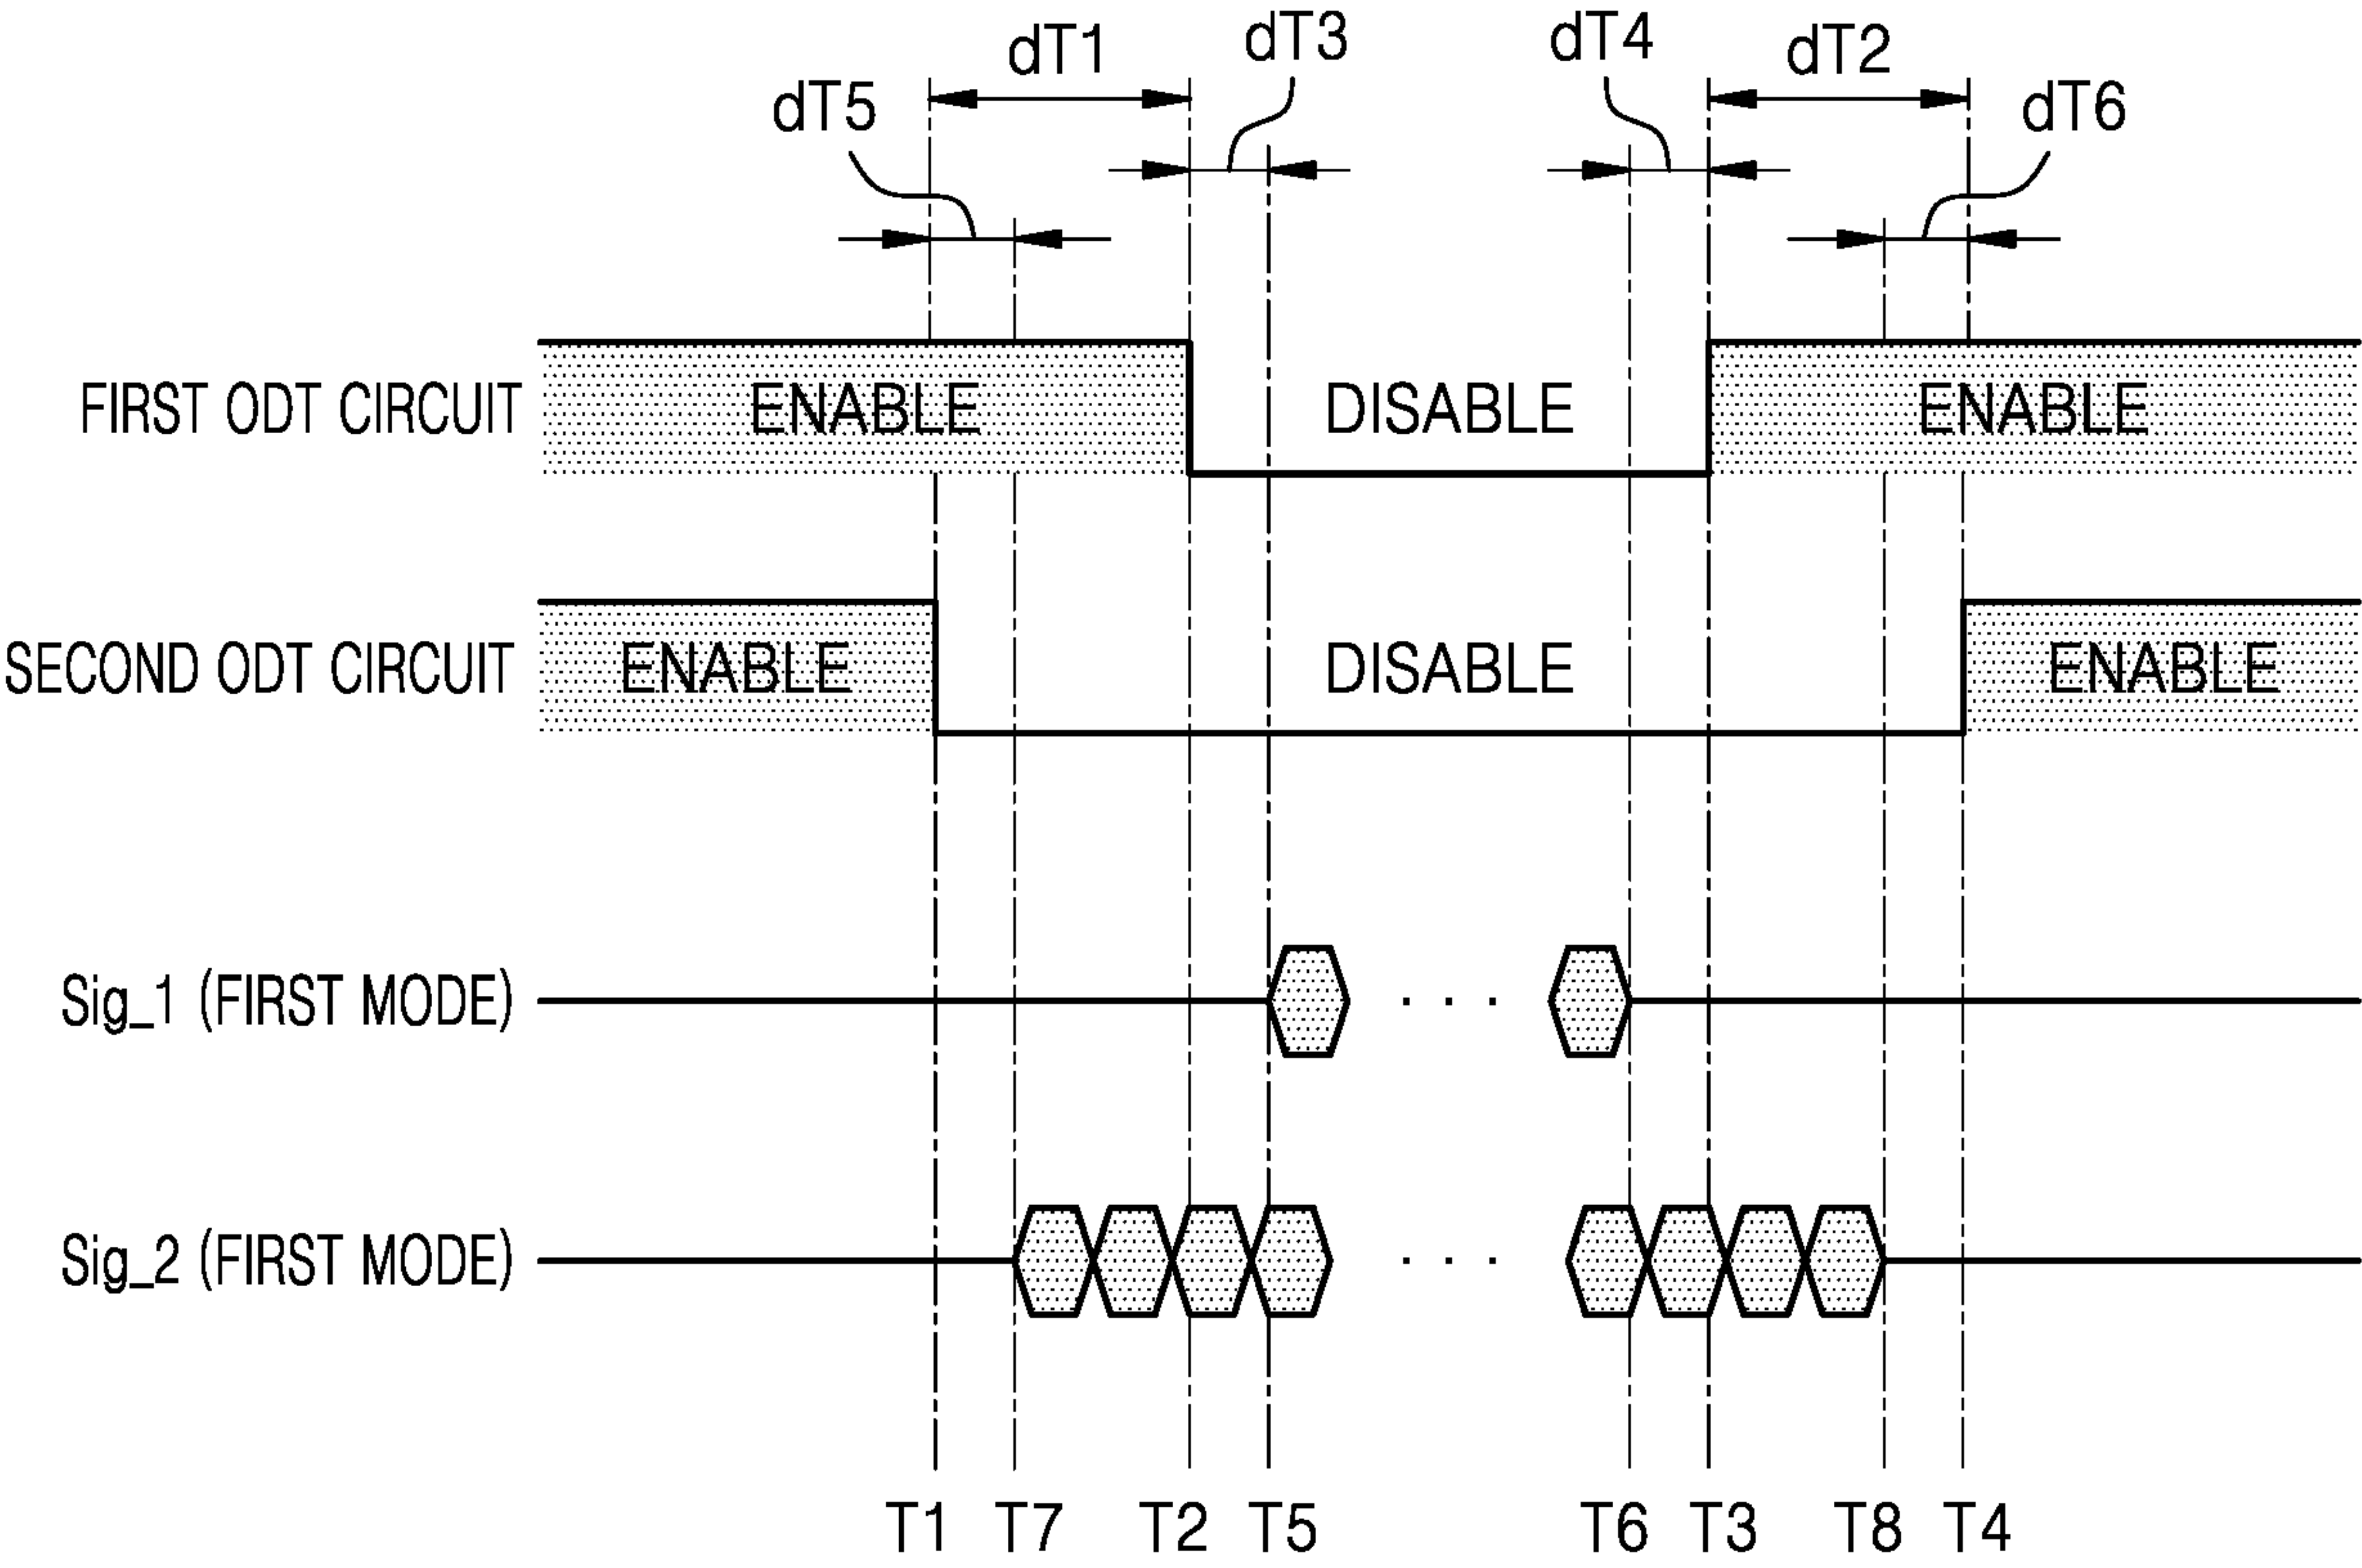 dT1
dT3
dT4
dT2
dT5
dT6
FIRST ODT CIRCUIT
ENABLE
DISABLE
ENABLE
SECOND ODT CIRCUIT
ENABLE
DISABLE
ENABLE
Sig_1 (FIRST MODE)
. . .
Sig_2 (FIRST MODE)
. . .
T1 T7 T2 T5 T6 T3 T8 T4